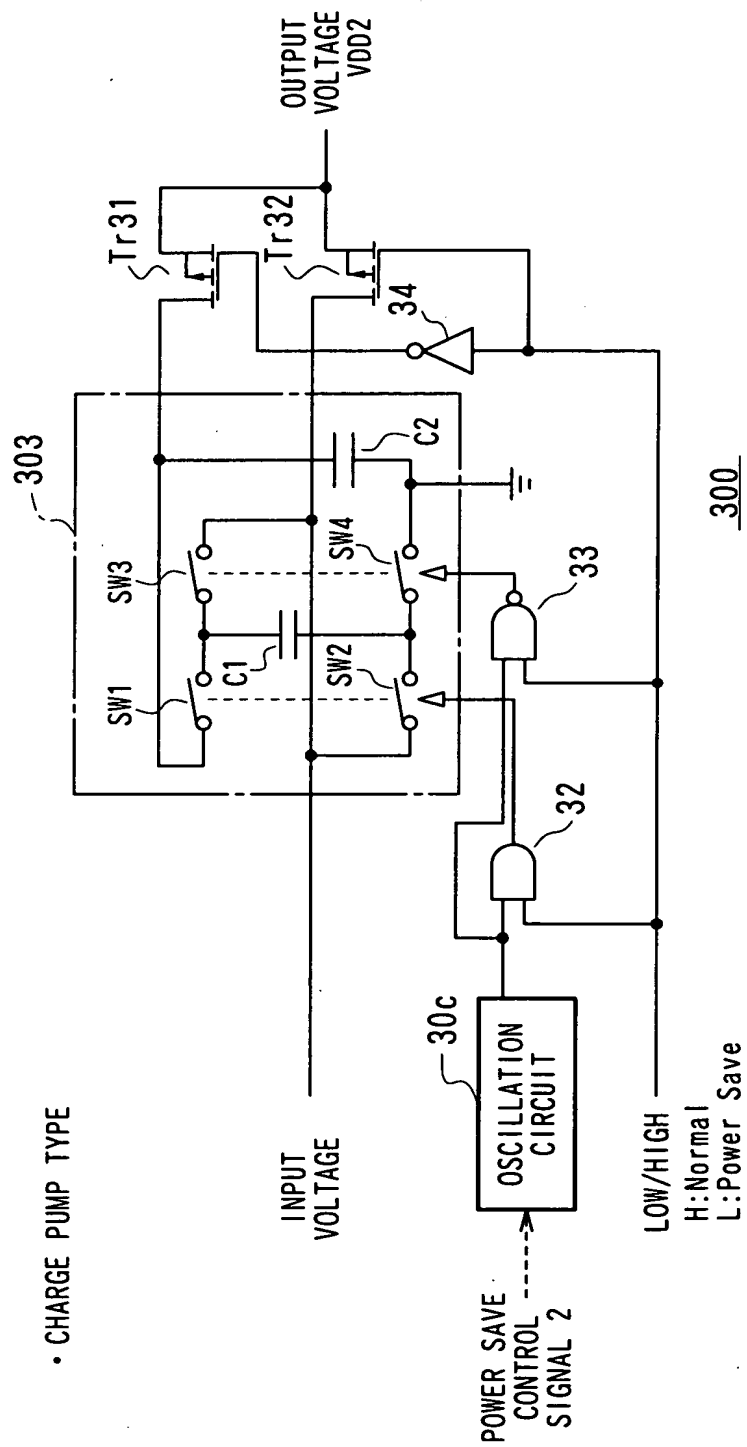 • CHARGE PUMP TYPE
303
Tr31
Tr32
OUTPUT
VOLTAGE
VDD2
SW1
SW3
C1
C2
SW2
SW4
34
INPUT
VOLTAGE
30c
OSCILLATION
CIRCUIT
32
33
POWER SAVE
CONTROL
SIGNAL 2
LOW/HIGH
H:Normal
L:Power Save
300